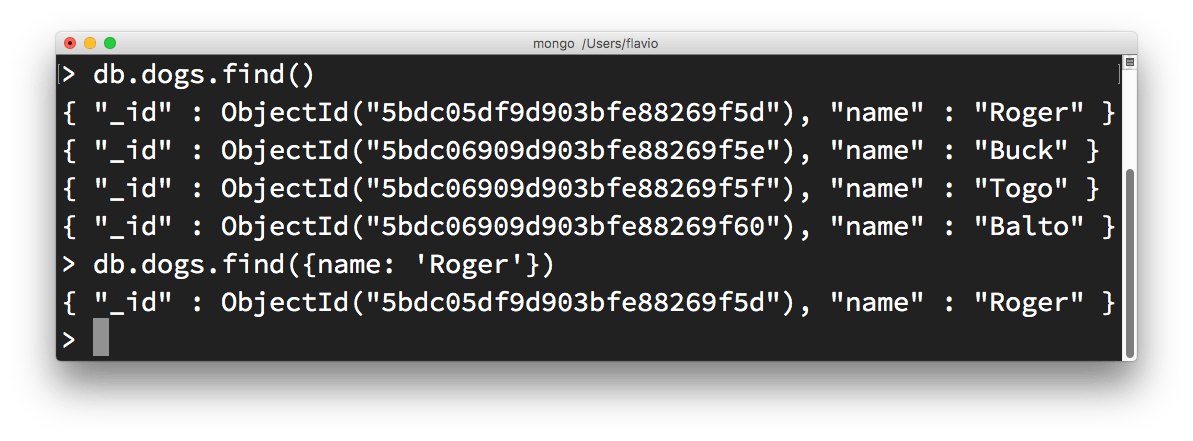 mongo /Users/flavio
> db.dogs.find()
{ "_id" : ObjectId("5bdc05df9d903bfe88269f5d"), "name" : "Roger" }
{ "_id" : ObjectId("5bdc06909d903bfe88269f5e"), "name" : "Buck" }
{ "_id" : ObjectId("5bdc06909d903bfe88269f5f"), "name" : "Togo" }
{ "_id" : ObjectId("5bdc06909d903bfe88269f60"), "name" : "Balto" }
> db.dogs.find({name: 'Roger'})
{ "_id" : ObjectId("5bdc05df9d903bfe88269f5d"), "name" : "Roger" }
>